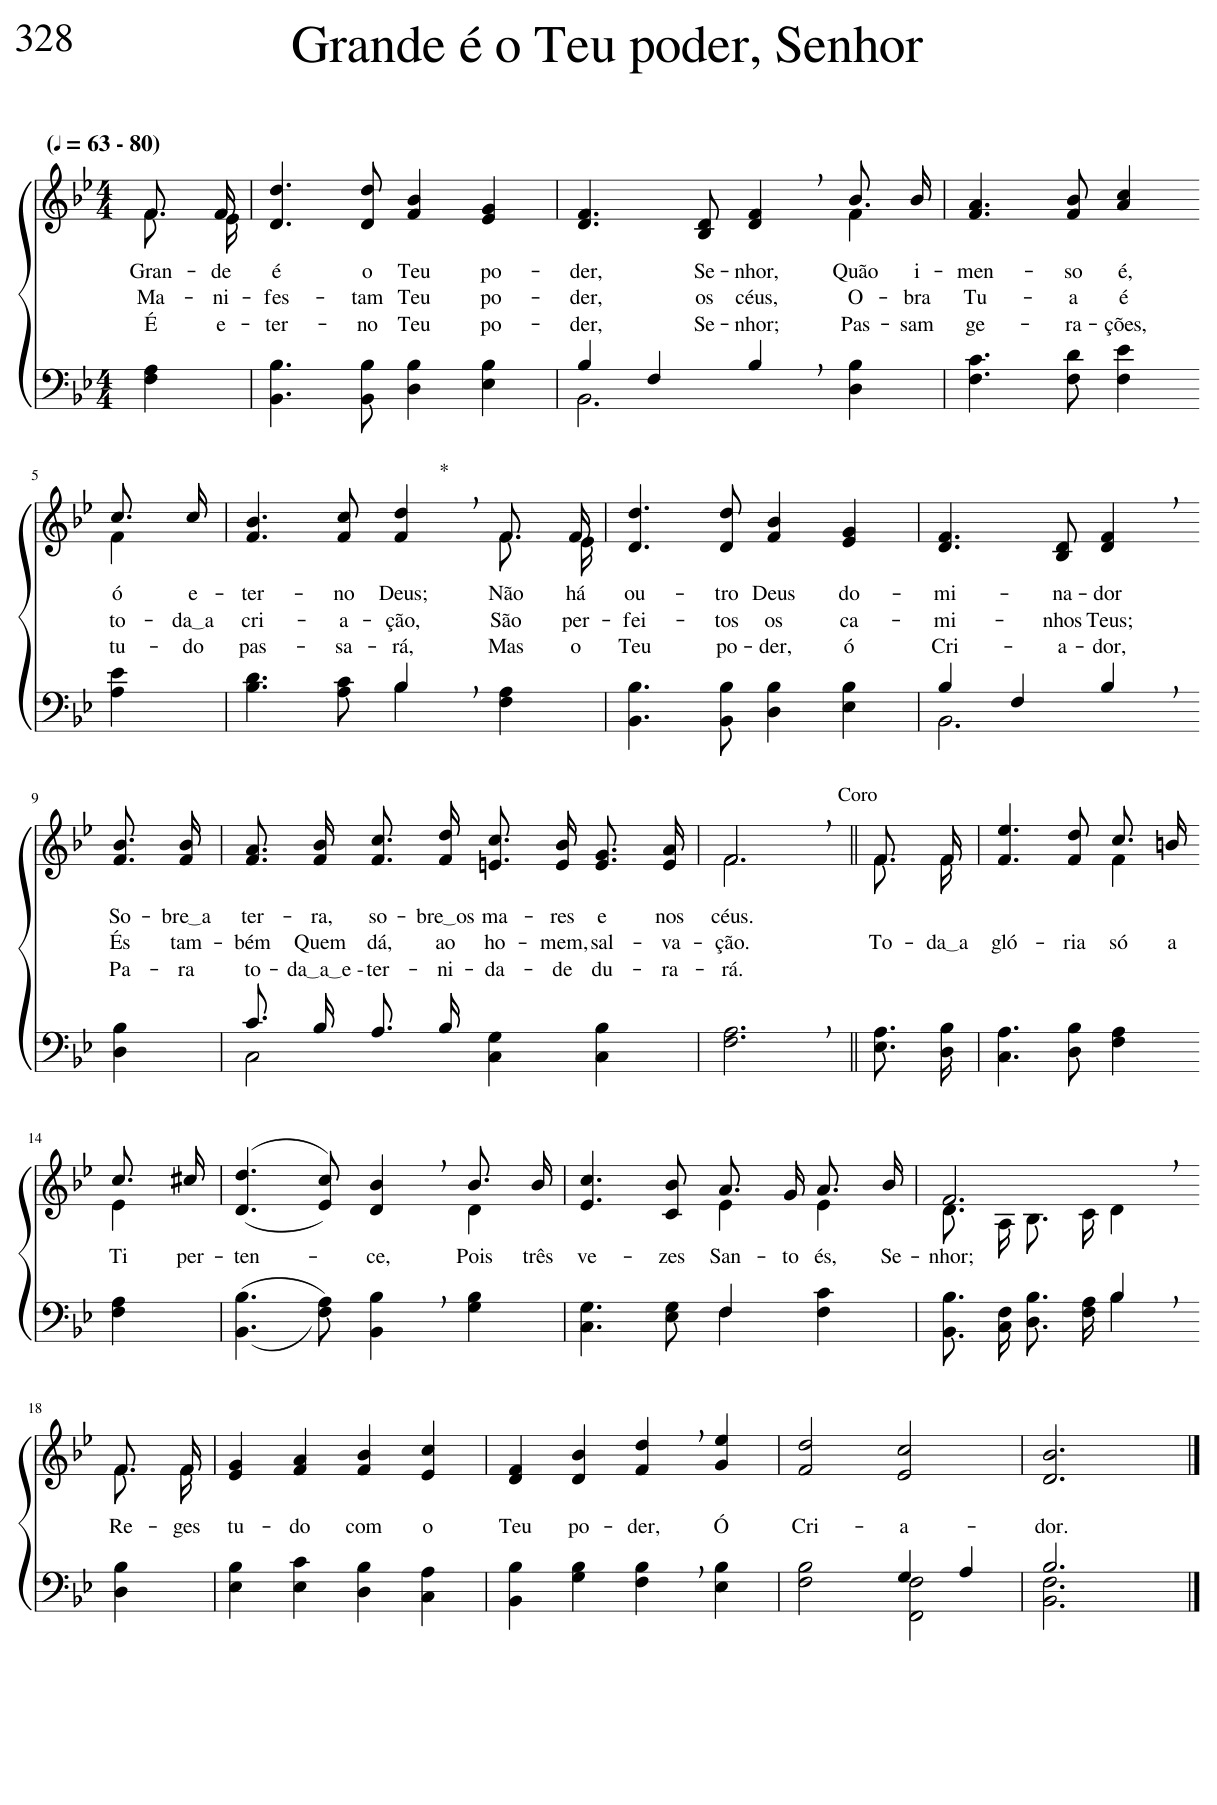 328
Grande é o Teu poder, Senhor
(♩ = 63 - 80)
Gran - de é o Teu po - der, Se - nhor, Quão i - men - so é,
Ma - ni - fes - tam Teu po - der, os céus, O - bra Tu - a é
É e - ter - no Teu po - der, Se - nhor; Pas - sam ge - ra - ções,
5
*
ó e - ter - no Deus; Não há ou - tro Deus do - mi - na - dor
to - da‿a cri - a - ção, São per - fei - tos os ca - mi - nhos Teus;
tu - do pas - sa - rá, Mas o Teu po - der, ó Cri - a - dor,
9
Coro
So - bre‿a ter - ra, so - bre‿os ma - res e nos céus.
És tam - bém Quem dá, ao ho - mem, sal - va - ção. To - da‿a gló - ria só a
Pa - ra to - da‿a‿e - ter - ni - da - de du - ra - rá.
14
Ti per - ten - ce, Pois três ve - zes San - to és, Se - nhor;
18
Re - ges tu - do com o Teu po - der, Ó Cri - a - dor.